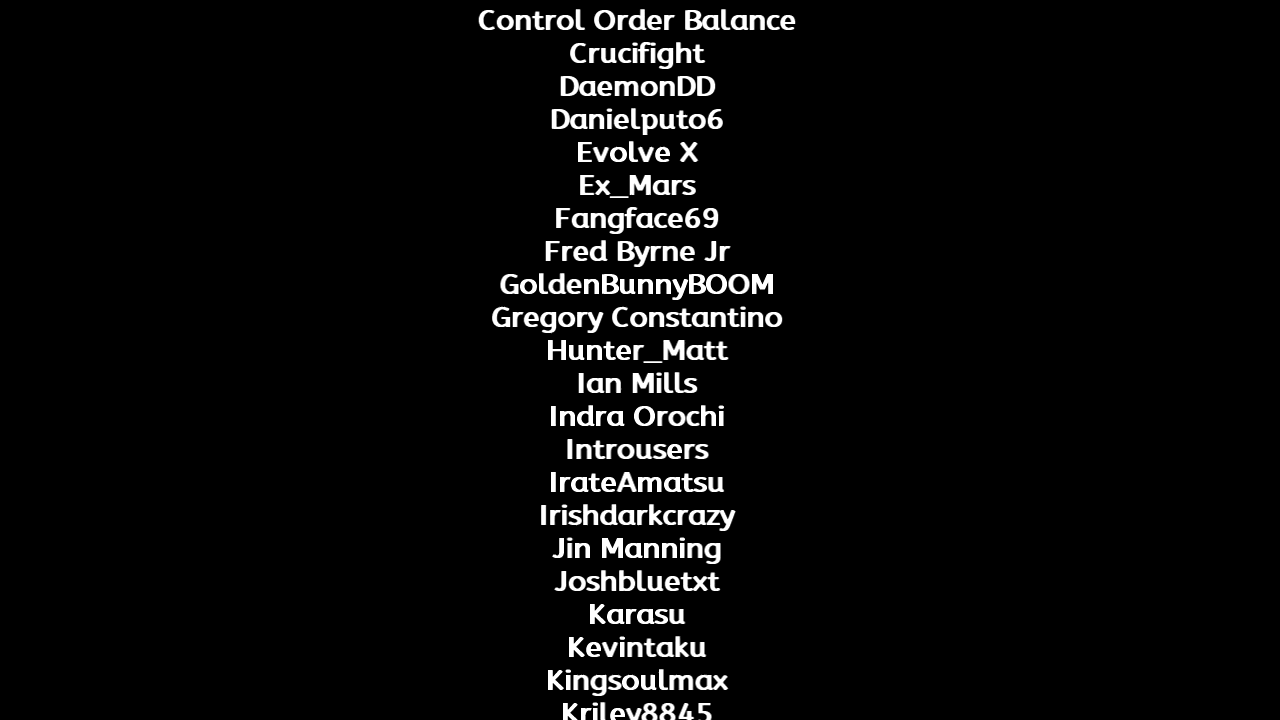 Control Order Balance
Crucifight
DaemonDD
Danielputo6
Evolve X
Ex_Mars
Fangface69
Fred Byrne Jr
GoldenBunnyBOOM
Gregory Constantino
Hunter_Matt
Ian Mills
Indra Orochi
Introusers
IrateAmatsu
Irishdarkcrazy
Jin Manning
Joshbluetxt
Karasu
Kevintaku
Kingsoulmax
Kriley8845